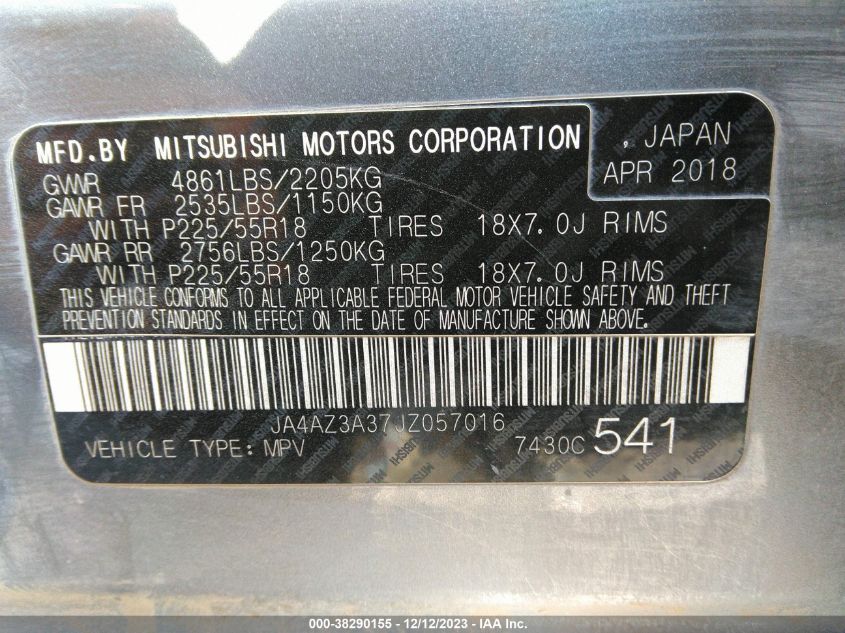 MFD.BY MITSUBISHI MOTORS CORPORATION , JAPAN
APR 2018
GVWR 4861LBS/2205KG
GAWR FR 2535LBS/1150KG
WITH P225/55R18 TIRES 18X7.0J RIMS
GAWR RR 2756LBS/1250KG
WITH P225/55R18 TIRES 18X7.0J RIMS
THIS VEHICLE CONFORMS TO ALL APPLICABLE FEDERAL MOTOR VEHICLE SAFETY AND THEFT
PREVENTION STANDARDS IN EFFECT ON THE DATE OF MANUFACTURE SHOWN ABOVE.
JA4AZ3A37JZ057016
VEHICLE TYPE: MPV 7430C 541
000-38290155 - 12/12/2023 - IAA Inc.